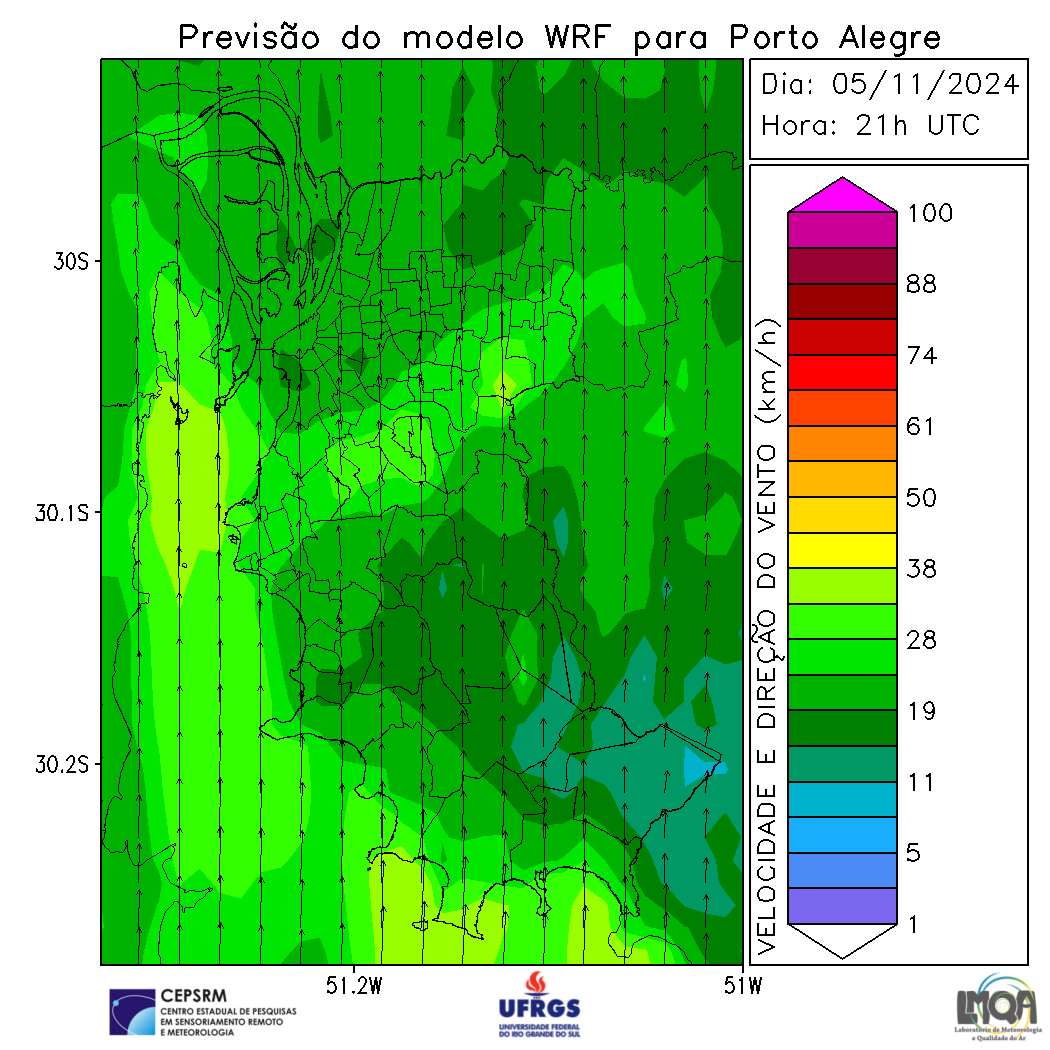 Previsão do modelo WRF para Porto Alegre
Dia: 05/11/2024
Hora: 21h UTC
30S
30.1S
30.2S
51.2W
51W
VELOCIDADE E DIREÇÃO DO VENTO (km/h)
100
88
74
61
50
38
28
19
11
5
1
CEPSRM
CENTRO ESTADUAL DE PESQUISAS
EM SENSORIAMENTO REMOTO
E METEOROLOGIA
UFRGS
UNIVERSIDADE FEDERAL
DO RIO GRANDE DO SUL
LMQA
Laboratório de Meteorologia
e Qualidade do Ar